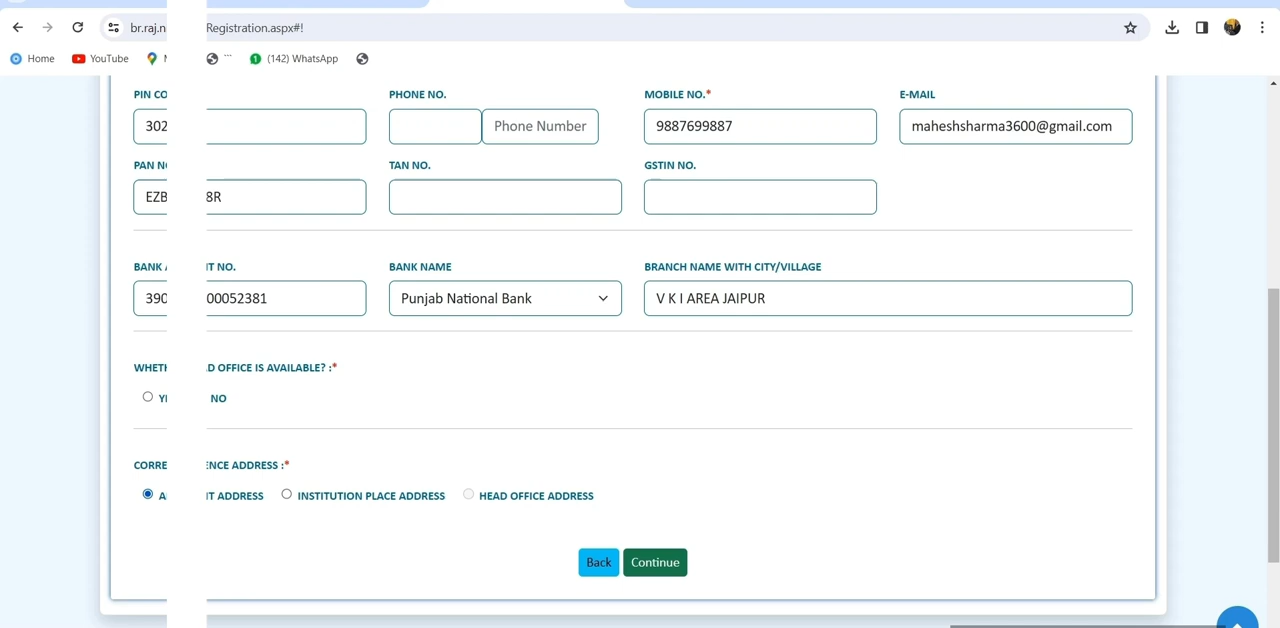 br.raj.n Registration.aspx#!
Home YouTube (142) WhatsApp
PIN CO PHONE NO. MOBILE NO.* E-MAIL
302 Phone Number 9887699887 maheshsharma3600@gmail.com
PAN N TAN NO. GSTIN NO.
EZB 8R
BANK T NO. BANK NAME BRANCH NAME WITH CITY/VILLAGE
390 00052381 Punjab National Bank V K I AREA JAIPUR
WHETH D OFFICE IS AVAILABLE? :*
Y NO
CORRE ENCE ADDRESS :*
A T ADDRESS INSTITUTION PLACE ADDRESS HEAD OFFICE ADDRESS
Back Continue